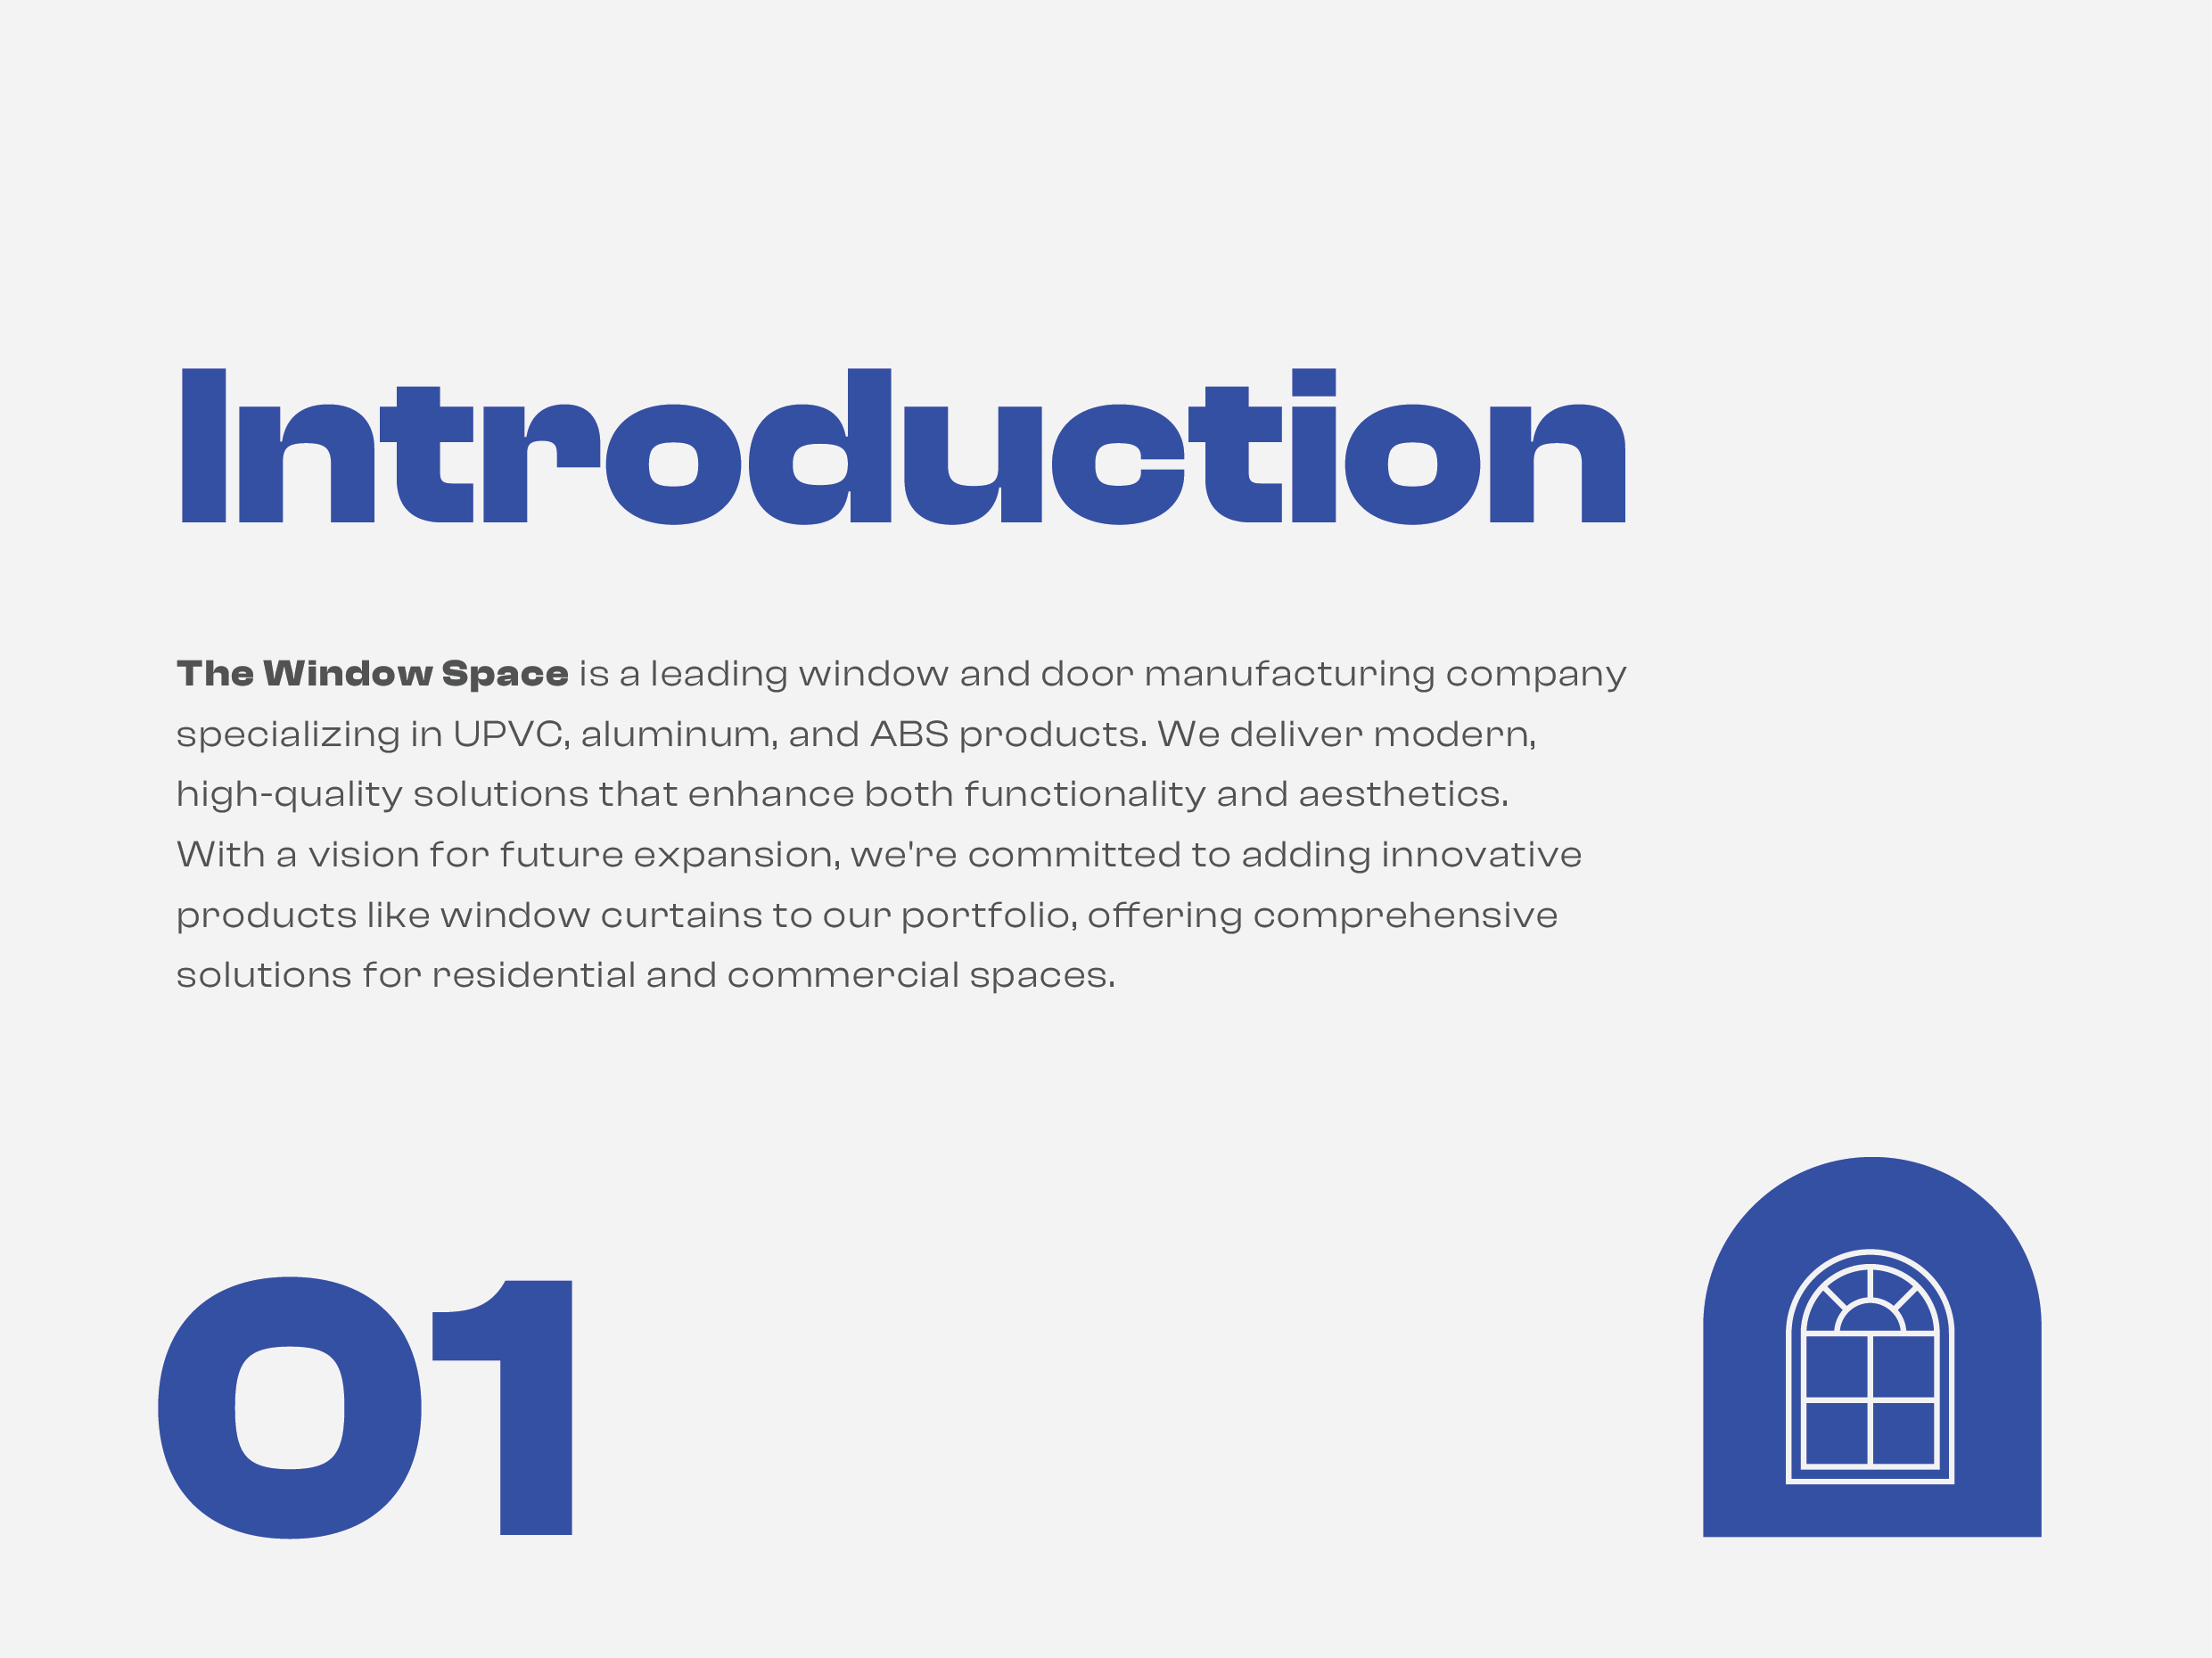 Introduction
The Window Space is a leading window and door manufacturing company
specializing in UPVC, aluminum, and ABS products. We deliver modern,
high-quality solutions that enhance both functionality and aesthetics.
With a vision for future expansion, we're committed to adding innovative
products like window curtains to our portfolio, offering comprehensive
solutions for residential and commercial spaces.
01